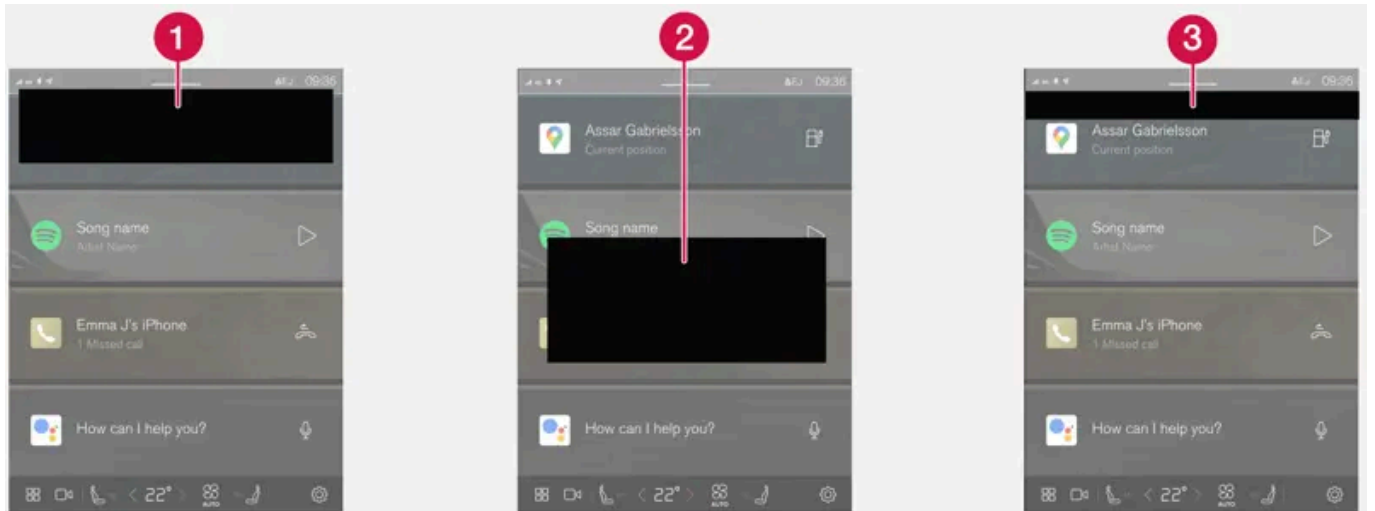 1
2
3
09:36
09:36
09:36
Assar Gabrielsson
Current position
Assar Gabrielsson
Current position
Song name
Artist Name
Song name
Song name
Artist Name
Emma J's iPhone
1 Missed call
Emma J's iPhone
1 Missed call
How can I help you?
How can I help you?
How can I help you?
22°
AUTO
22°
AUTO
22°
AUTO